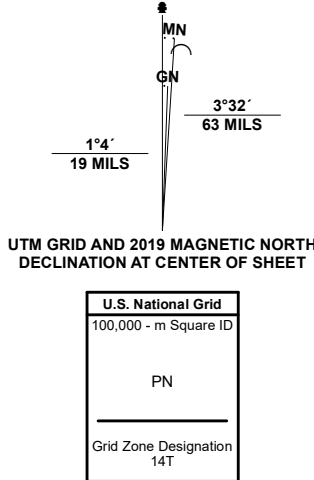 MN
GN
3°32´
63 MILS
1°4´
19 MILS
UTM GRID AND 2019 MAGNETIC NORTH
DECLINATION AT CENTER OF SHEET
U.S. National Grid
100,000 - m Square ID
PN
Grid Zone Designation
14T